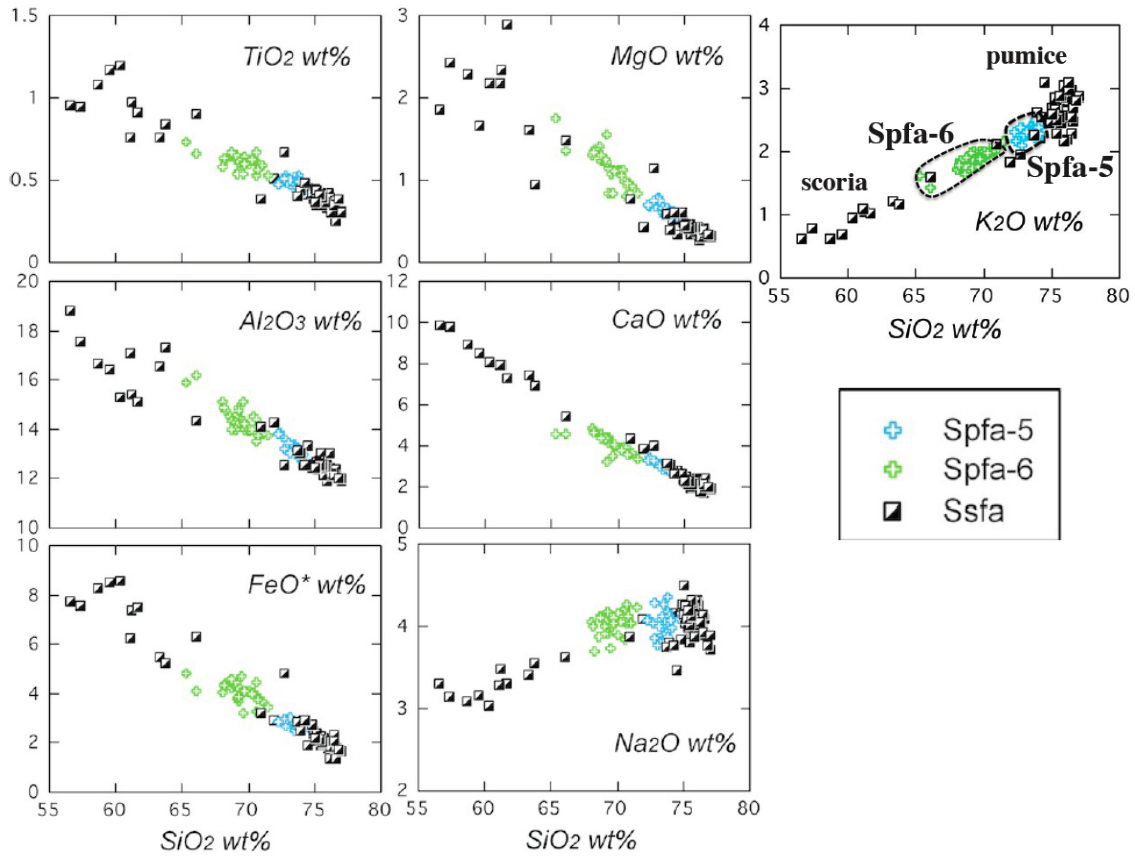 1.5
1
0.5
0
TiO2 wt%
3
2
1
0
MgO wt%
4
3
2
1
0
pumice
Spfa-6
Spfa-5
scoria
K2O wt%
55 60 65 70 75 80
SiO2 wt%
20
18
16
14
12
10
Al2O3 wt%
12
10
8
6
4
2
0
CaO wt%
Spfa-5
Spfa-6
Ssfa
10
8
6
4
2
0
FeO* wt%
55 60 65 70 75 80
SiO2 wt%
5
4
3
2
Na2O wt%
55 60 65 70 75 80
SiO2 wt%